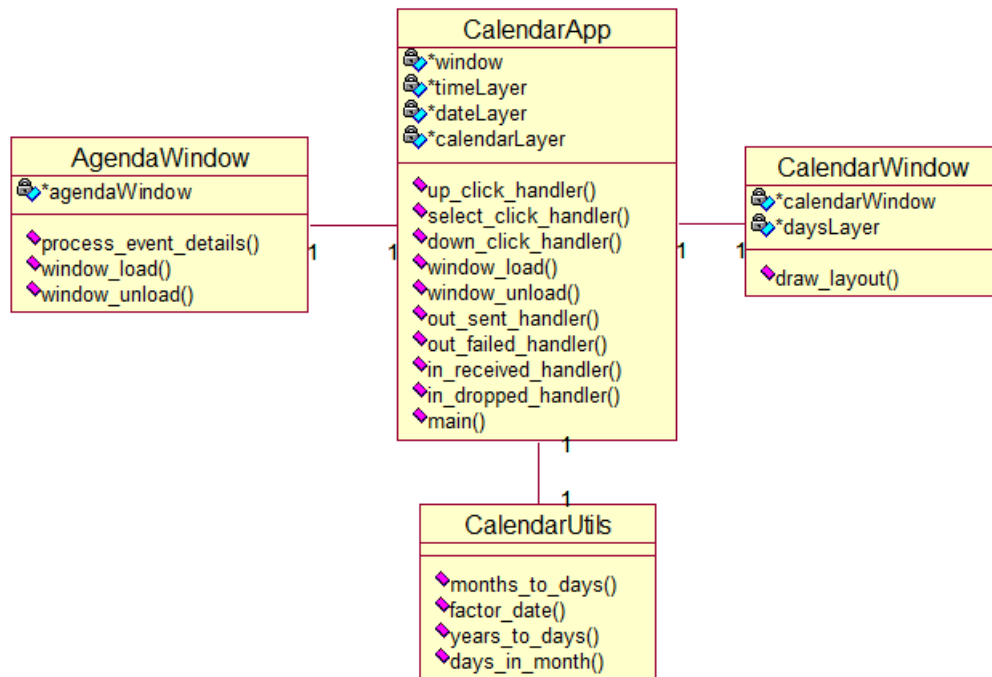 CalendarApp
*window
*timeLayer
*dateLayer
*calendarLayer
up_click_handler()
select_click_handler()
down_click_handler()
window_load()
window_unload()
out_sent_handler()
out_failed_handler()
in_received_handler()
in_dropped_handler()
main()
AgendaWindow
*agendaWindow
process_event_details()
window_load()
window_unload()
1
1
1
1
CalendarWindow
*calendarWindow
*daysLayer
draw_layout()
1
1
CalendarUtils
months_to_days()
factor_date()
years_to_days()
days_in_month()